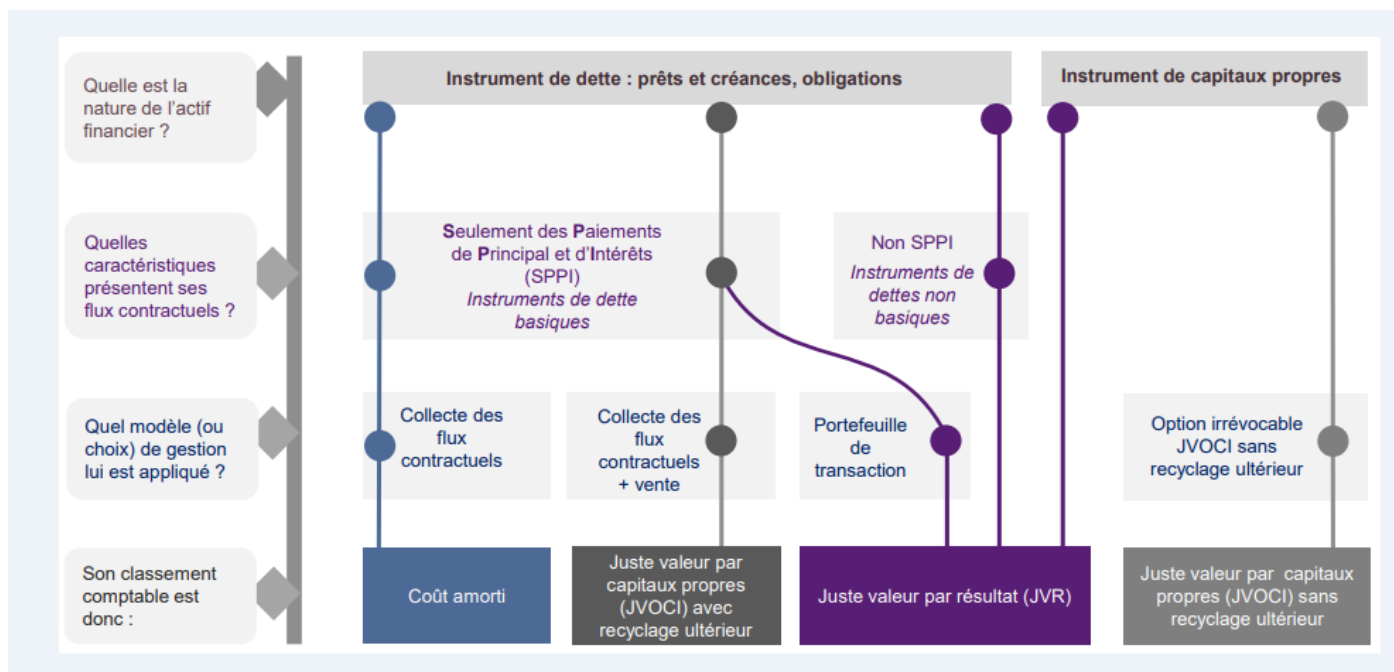 Quelle est la
nature de l'actif
financier ?
Instrument de dette : prêts et créances, obligations
Instrument de capitaux propres
Quelles
caractéristiques
présentent ses
flux contractuels ?
Seulement des Paiements
de Principal et d'Intérêts
(SPPI)
Instruments de dette
basiques
Non SPPI
Instruments de
dettes non
basiques
Quel modèle (ou
choix) de gestion
lui est appliqué ?
Collecte des
flux
contractuels
Collecte des
flux
contractuels
+ vente
Portefeuille
de
transaction
Option irrévocable
JVOCI sans
recyclage ultérieur
Son classement
comptable est
donc :
Coût amorti
Juste valeur par
capitaux propres
(JVOCI) avec
recyclage ultérieur
Juste valeur par résultat (JVR)
Juste valeur par capitaux
propres (JVOCI) sans
recyclage ultérieur